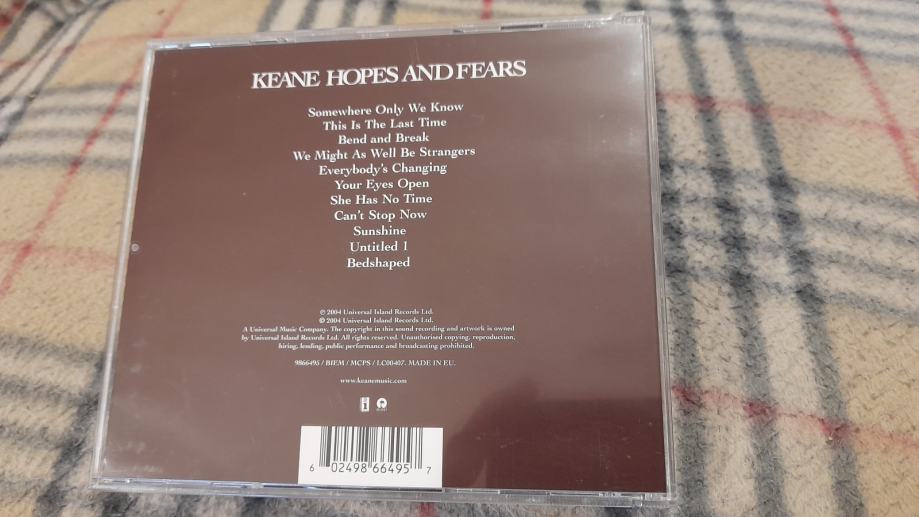 KEANE HOPES AND FEARS
Somewhere Only We Know
This Is The Last Time
Bend and Break
We Might As Well Be Strangers
Everybody's Changing
Your Eyes Open
She Has No Time
Can't Stop Now
Sunshine
Untitled 1
Bedshaped
℗ 2004 Universal Island Records Ltd.
© 2004 Universal Island Records Ltd.
A Universal Music Company. The copyright in this sound recording and artwork is owned
by Universal Island Records Ltd. All rights reserved. Unauthorised copying, reproduction,
hiring, lending, public performance and broadcasting prohibited.
9866495 / BIEM / MCPS / LC00407. MADE IN E.U.
www.keanemusic.com
6 02498 66495 7